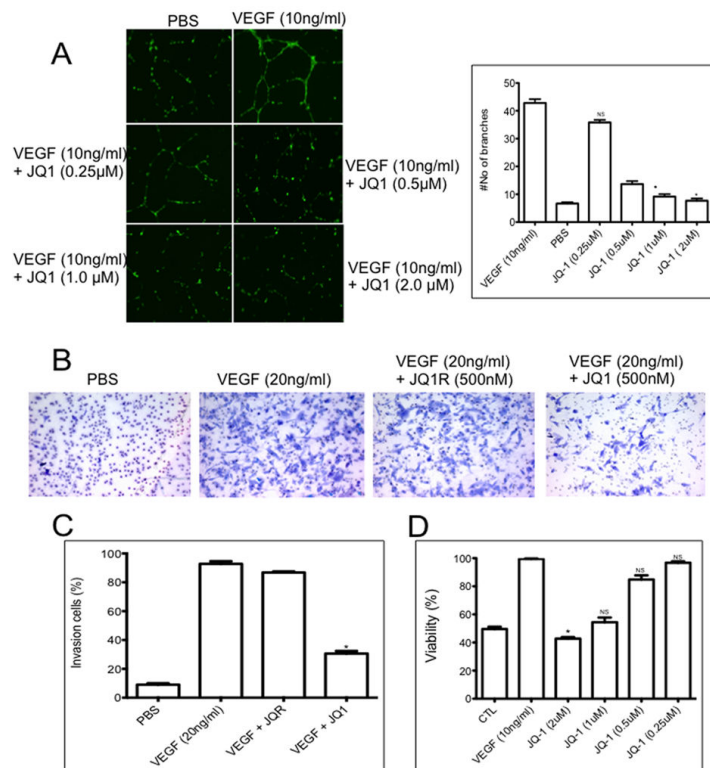 PBS
VEGF (10ng/ml)
A
VEGF (10ng/ml)
+ JQ1 (0.25µM)
VEGF (10ng/ml)
+ JQ1 (0.5µM)
VEGF (10ng/ml)
+ JQ1 (1.0 µM)
VEGF (10ng/ml)
+ JQ1 (2.0 µM)
#No of branches
50
40
30
20
10
0
NS
*
*
VEGF (10ng/ml)
PBS
JQ-1 (0.25uM)
JQ-1 (0.5uM)
JQ-1 (1uM)
JQ-1 ( 2uM)
B
PBS
VEGF (20ng/ml)
VEGF (20ng/ml)
+ JQ1R (500nM)
VEGF (20ng/ml)
+ JQ1 (500nM)
C
Invasion cells (%)
100
80
60
40
20
0
*
PBS
VEGF (20ng/ml)
VEGF + JQR
VEGF + JQ1
D
Viability (%)
100
80
60
40
20
0
*
NS
NS
NS
CTL
VEGF (10ng/ml)
JQ-1 (2uM)
JQ-1 (1uM)
JQ-1 (0.5uM)
JQ-1 (0.25uM)